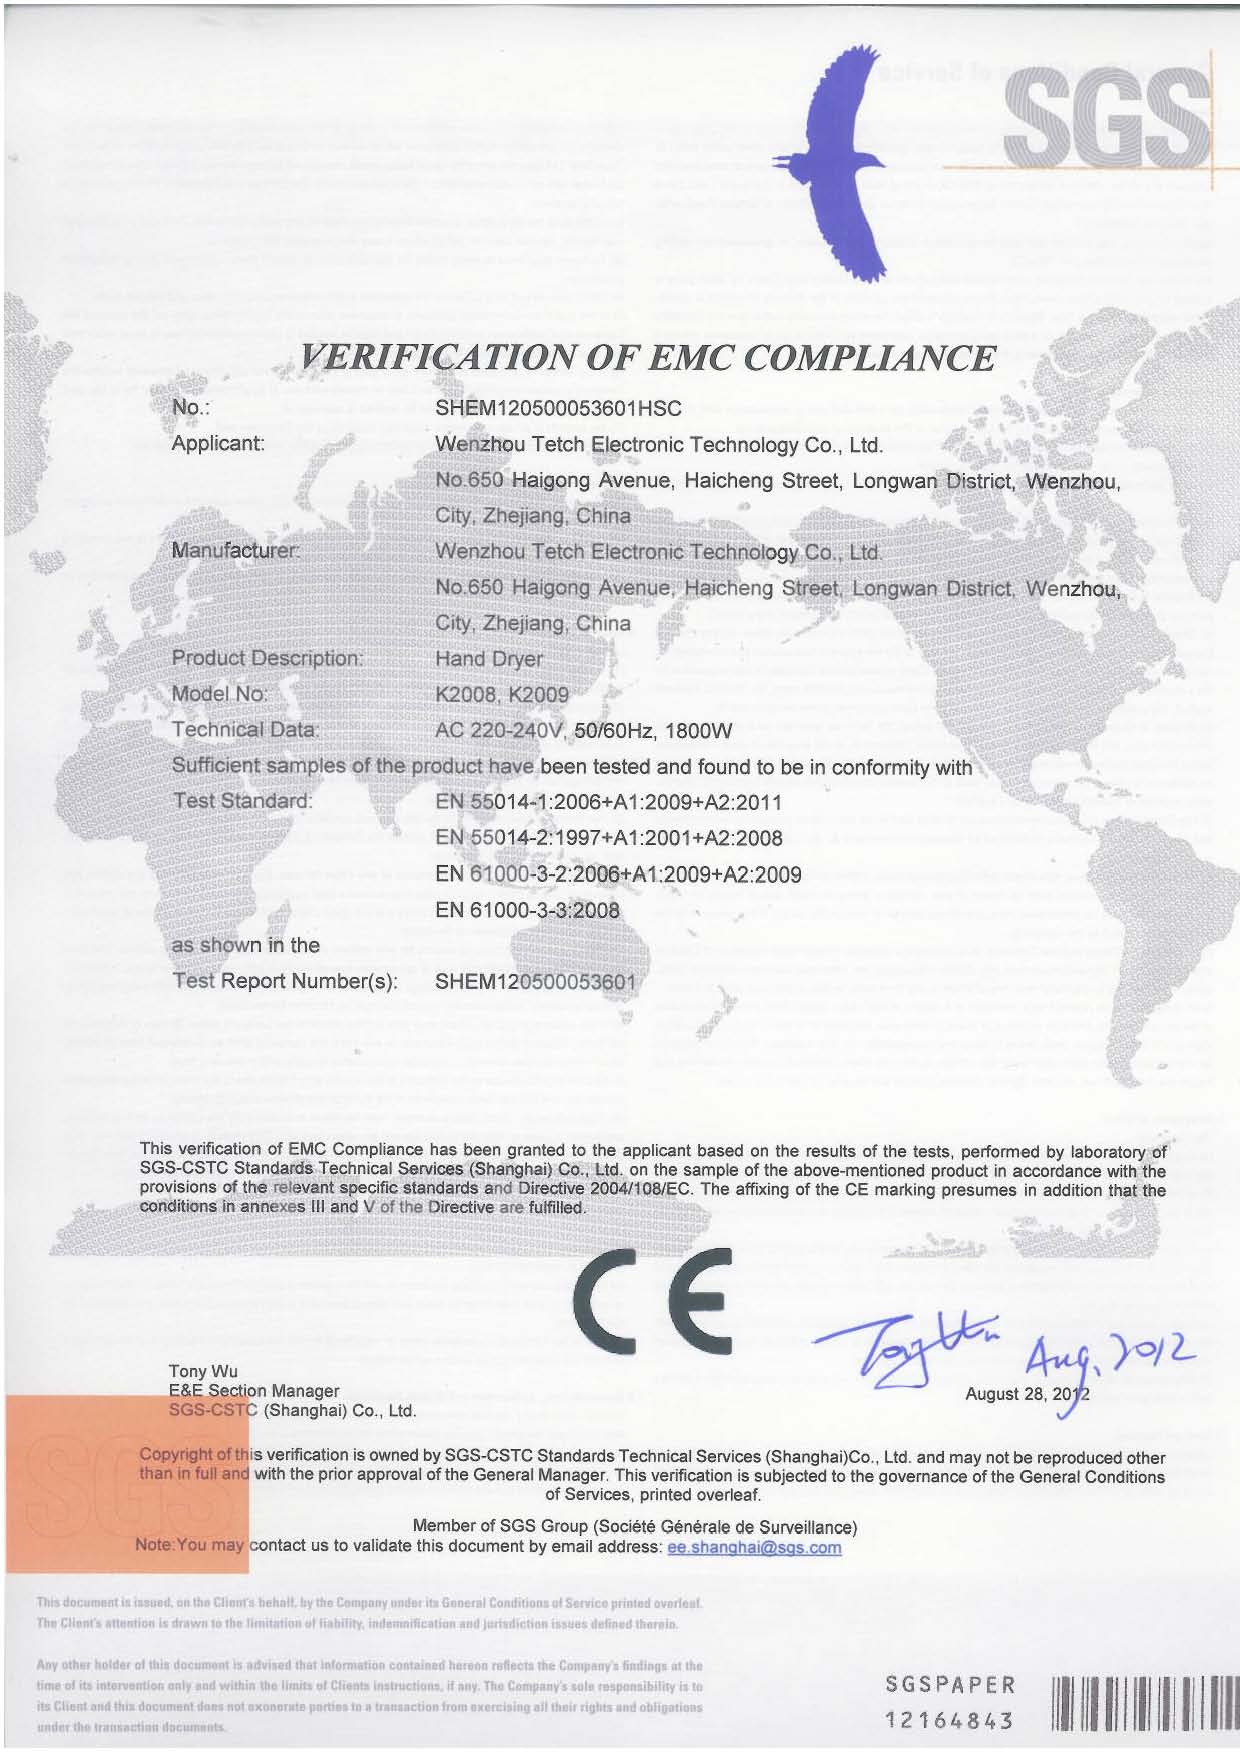 SGS
VERIFICATION OF EMC COMPLIANCE
No.: SHEM120500053601HSC
Applicant: Wenzhou Tetch Electronic Technology Co., Ltd.
No.650 Haigong Avenue, Haicheng Street, Longwan District, Wenzhou,
City, Zhejiang, China
Manufacturer: Wenzhou Tetch Electronic Technology Co., Ltd.
No.650 Haigong Avenue, Haicheng Street, Longwan District, Wenzhou,
City, Zhejiang, China
Product Description: Hand Dryer
Model No: K2008, K2009
Technical Data: AC 220-240V, 50/60Hz, 1800W
Sufficient samples of the product have been tested and found to be in conformity with
Test Standard: EN 55014-1:2006+A1:2009+A2:2011
EN 55014-2:1997+A1:2001+A2:2008
EN 61000-3-2:2006+A1:2009+A2:2009
EN 61000-3-3:2008
as shown in the
Test Report Number(s): SHEM120500053601
This verification of EMC Compliance has been granted to the applicant based on the results of the tests, performed by laboratory of
SGS-CSTC Standards Technical Services (Shanghai) Co., Ltd. on the sample of the above-mentioned product in accordance with the
provisions of the relevant specific standards and Directive 2004/108/EC. The affixing of the CE marking presumes in addition that the
conditions in annexes III and V of the Directive are fulfilled.
CE
Tony Wu Aug, 2012
Tony Wu
E&E Section Manager
SGS-CSTC (Shanghai) Co., Ltd.
August 28, 2012
SGS
Copyright of this verification is owned by SGS-CSTC Standards Technical Services (Shanghai)Co., Ltd. and may not be reproduced other
than in full and with the prior approval of the General Manager. This verification is subjected to the governance of the General Conditions
of Services, printed overleaf.
Member of SGS Group (Société Générale de Surveillance)
Note:You may contact us to validate this document by email address: ee.shanghai@sgs.com
This document is issued, on the Client's behalf, by the Company under its General Conditions of Service printed overleaf.
The Client's attention is drawn to the limitation of liability, indemnification and jurisdiction issues defined therein.
Any other holder of this document is advised that information contained hereon reflects the Company's findings at the
time of its intervention only and within the limits of Clients instructions, if any. The Company's sole responsibility is to
its Client and this document does not exonerate parties to a transaction from exercising all their rights and obligations
under the transaction documents.
SGSPAPER
12164843